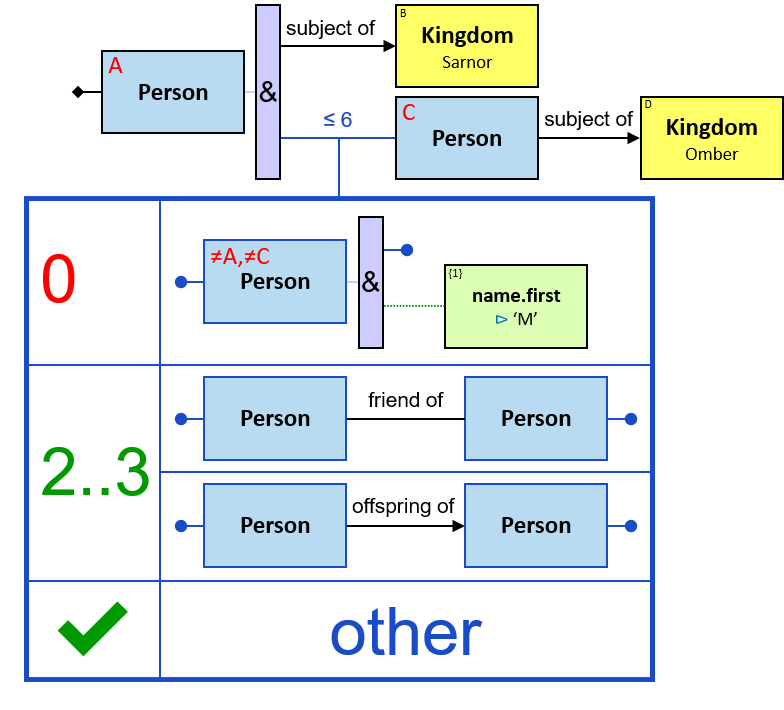 subject of
B
Kingdom
Sarnor
A
Person
&
≤ 6
C
Person
subject of
D
Kingdom
Omber
0
≠A,≠C
Person
&
{1}
name.first
⊳ ‘M’
2..3
Person
friend of
Person
Person
offspring of
Person
✔
other